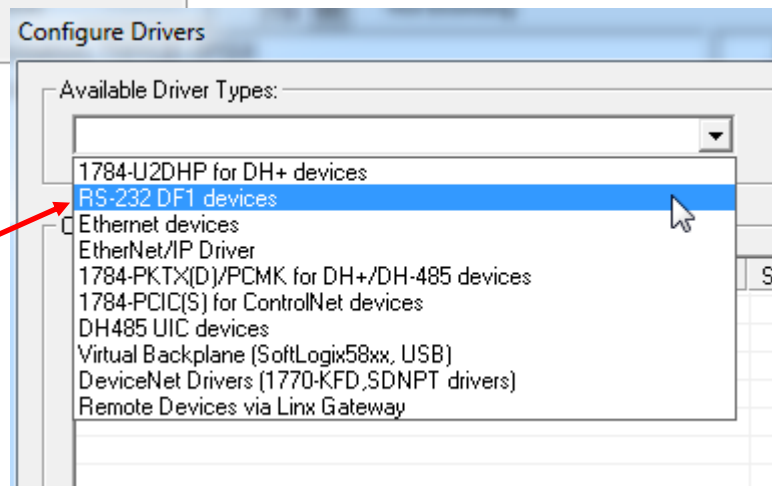 Configure Drivers
Available Driver Types:
1784-U2DHP for DH+ devices
RS-232 DF1 devices
Ethernet devices
EtherNet/IP Driver
1784-PKTX(D)/PCMK for DH+/DH-485 devices
1784-PCIC(S) for ControlNet devices
DH485 UIC devices
Virtual Backplane (SoftLogix58xx, USB)
DeviceNet Drivers (1770-KFD,SDNPT drivers)
Remote Devices via Linx Gateway